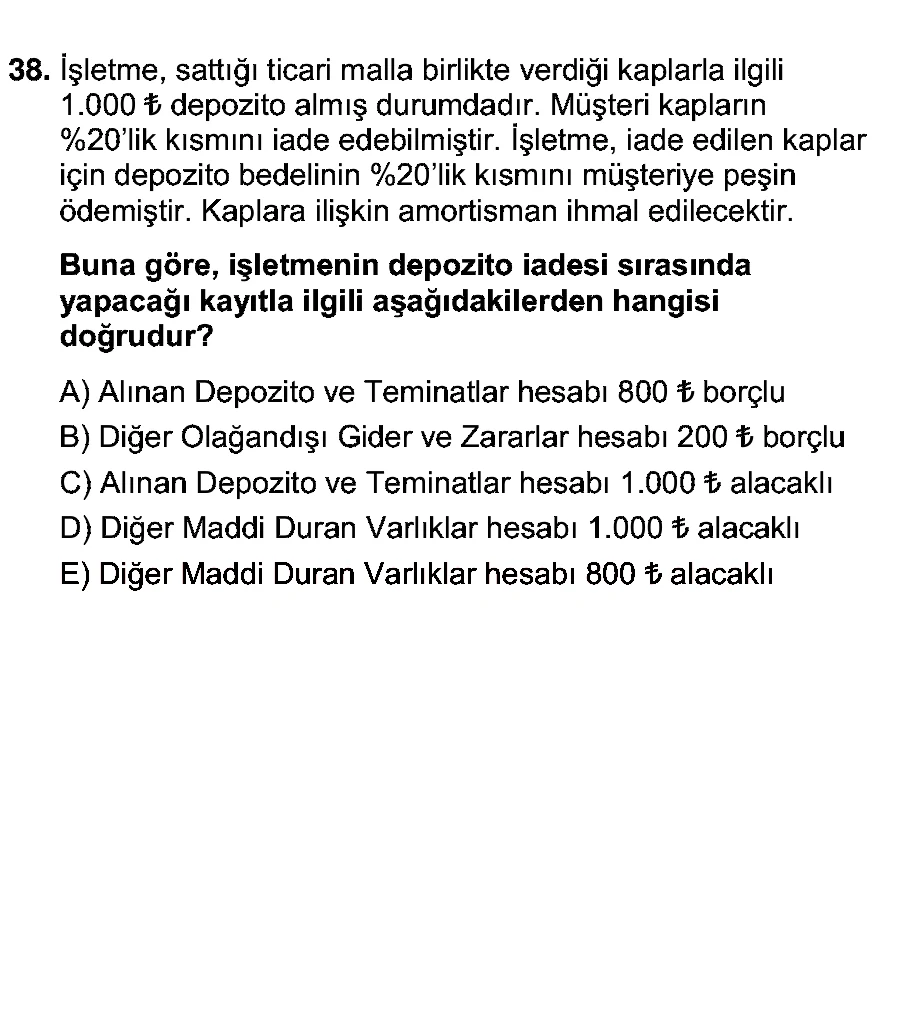 38. İşletme, sattığı ticari malla birlikte verdiği kaplarla ilgili
1.000 ₺ depozito almış durumdadır. Müşteri kapların
%20’lik kısmını iade edebilmiştir. İşletme, iade edilen kaplar
için depozito bedelinin %20’lik kısmını müşteriye peşin
ödemiştir. Kaplara ilişkin amortisman ihmal edilecektir.
Buna göre, işletmenin depozito iadesi sırasında
yapacağı kayıtla ilgili aşağıdakilerden hangisi
doğrudur?
A) Alınan Depozito ve Teminatlar hesabı 800 ₺ borçlu
B) Diğer Olağandışı Gider ve Zararlar hesabı 200 ₺ borçlu
C) Alınan Depozito ve Teminatlar hesabı 1.000 ₺ alacaklı
D) Diğer Maddi Duran Varlıklar hesabı 1.000 ₺ alacaklı
E) Diğer Maddi Duran Varlıklar hesabı 800 ₺ alacaklı